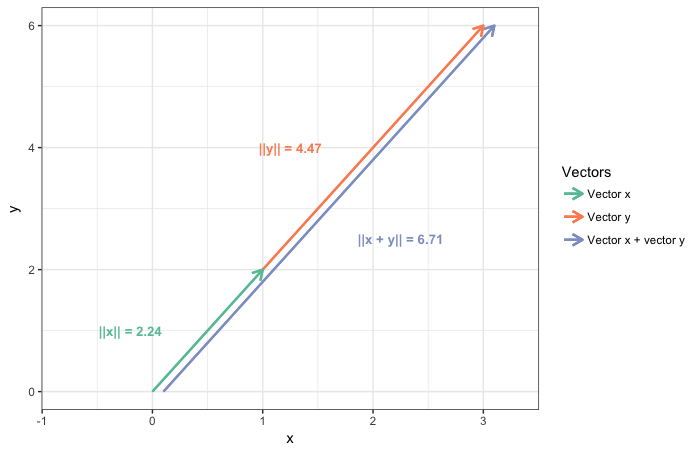 6
4
2
0
y
||y|| = 4.47
||x + y|| = 6.71
||x|| = 2.24
-1 0 1 2 3
x
Vectors
Vector x
Vector y
Vector x + vector y